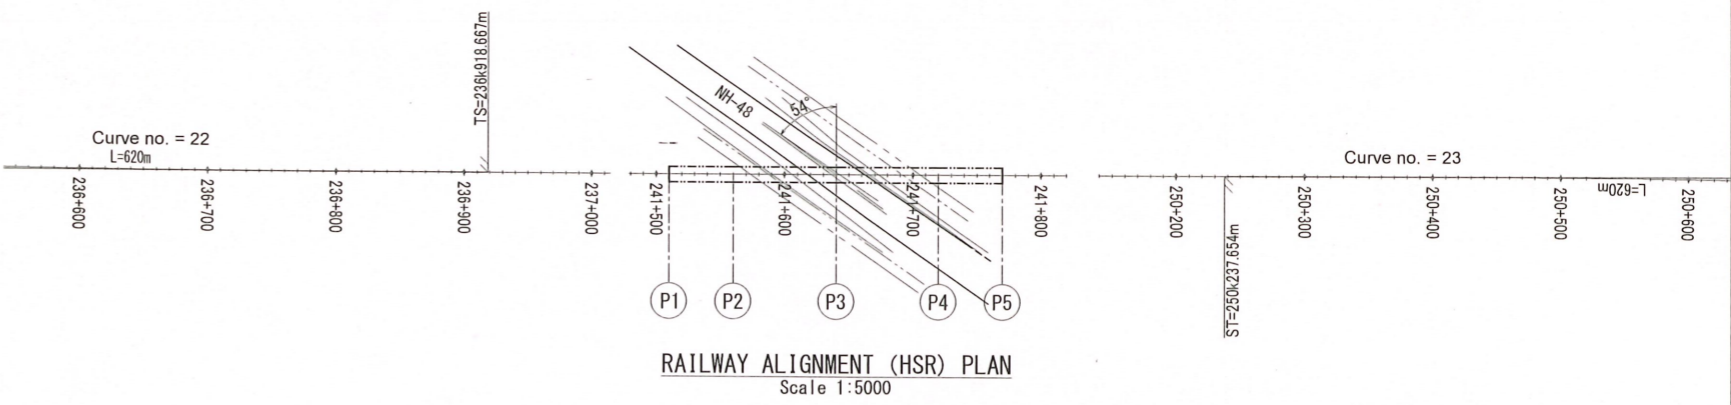 Curve no. = 22
L=620m
TS=236k918.667m
236+600
236+700
236+800
236+900
237+000
NH-48
54°
241+500
241+600
241+700
241+800
P1
P2
P3
P4
P5
Curve no. = 23
L=620m
ST=250k237.654m
250+200
250+300
250+400
250+500
250+600
RAILWAY ALIGNMENT (HSR) PLAN
Scale 1:5000